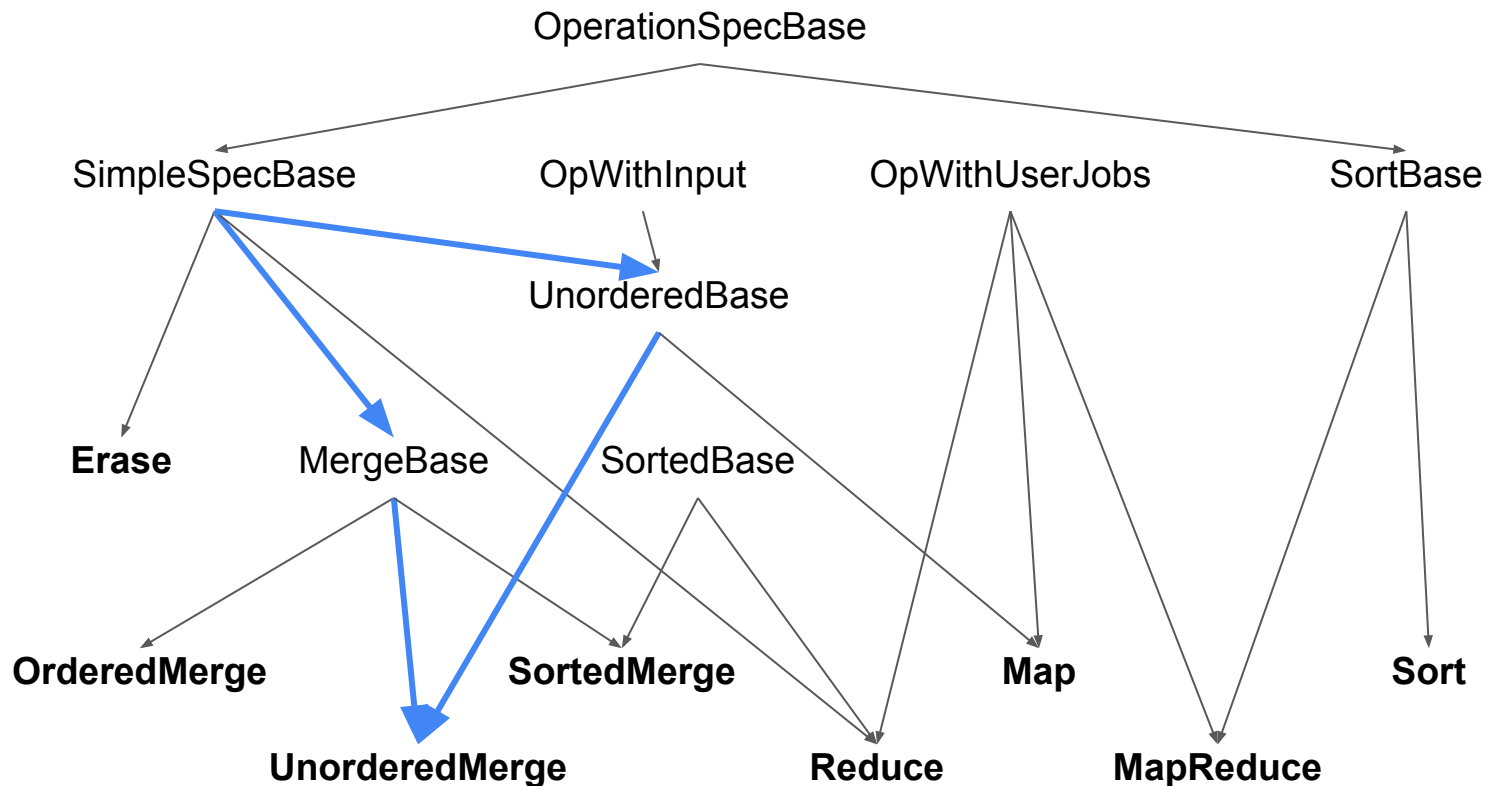 OperationSpecBase
SimpleSpecBase
OpWithInput
OpWithUserJobs
SortBase
UnorderedBase
Erase
MergeBase
SortedBase
OrderedMerge
SortedMerge
Map
Sort
UnorderedMerge
Reduce
MapReduce